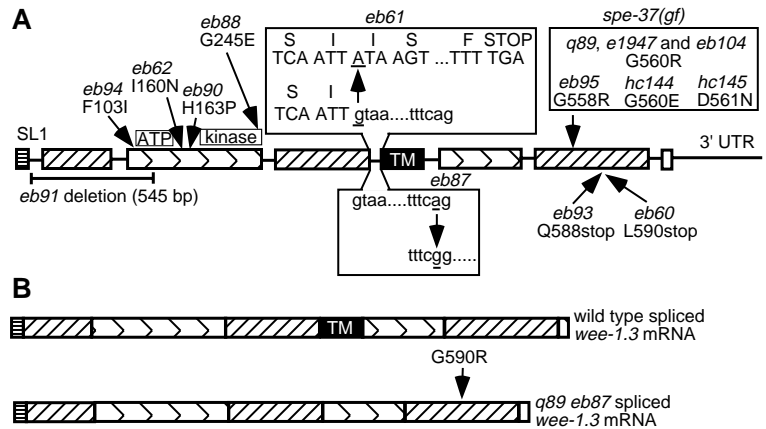 A
eb61
spe-37(gf)
eb88
G245E
S I I S F STOP
TCA ATT ATA AGT ...TTT TGA
q89, e1947 and eb104
G560R
eb62
I160N
eb90
H163P
eb94
F103I
S I
TCA ATT gtaa....tttcag
eb95
G558R
hc144
G560E
hc145
D561N
SL1
ATP
kinase
TM
3' UTR
eb91 deletion (545 bp)
eb87
gtaa....tttcag
tttcgg.....
eb93
Q588stop
eb60
L590stop
B
TM
wild type spliced
wee-1.3 mRNA
G590R
q89 eb87 spliced
wee-1.3 mRNA